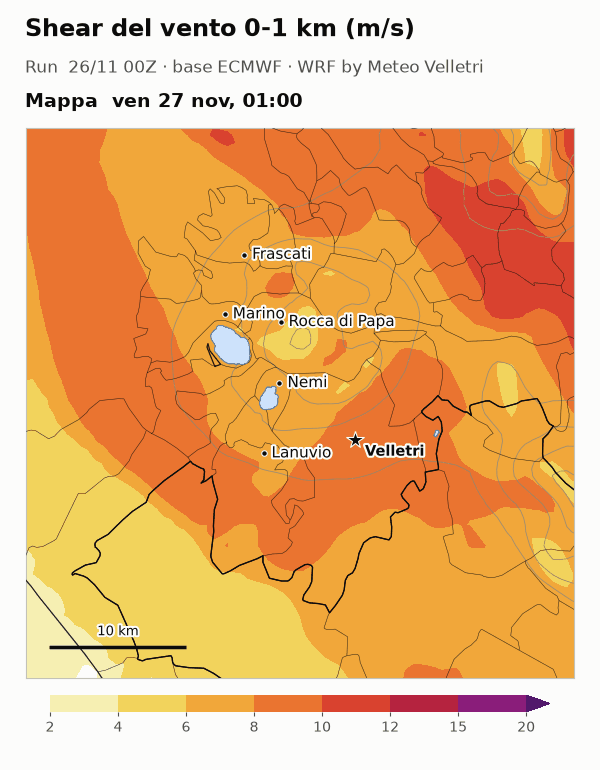 Shear del vento 0-1 km (m/s)
Run  26/11 00Z · base ECMWF · WRF by Meteo Velletri
Mappa  ven 27 nov, 01:00
Frascati
Marino
Rocca di Papa
Nemi
Velletri
Lanuvio
10 km
2 4 6 8 10 12 15 20